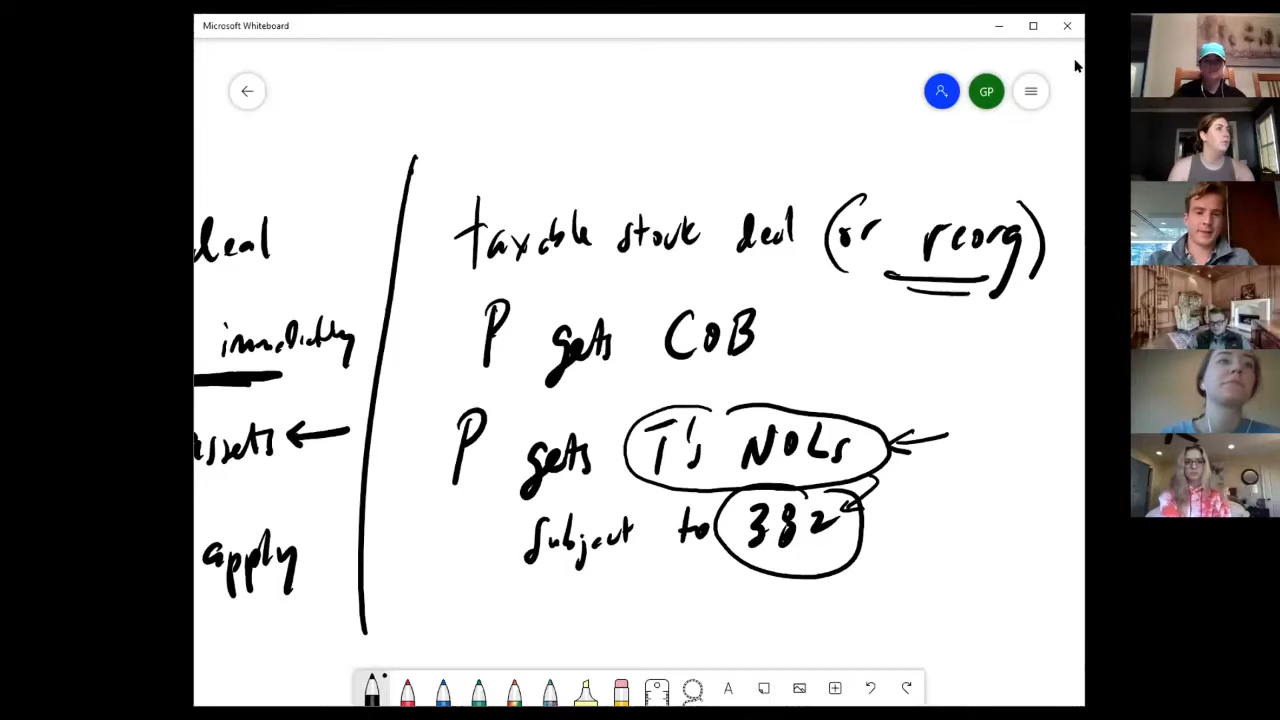 Microsoft Whiteboard
GP
deal
immediately
assets
apply
taxable stock deal (or reorg)
P gets COB
P gets T's NOLs
subject to 382
A